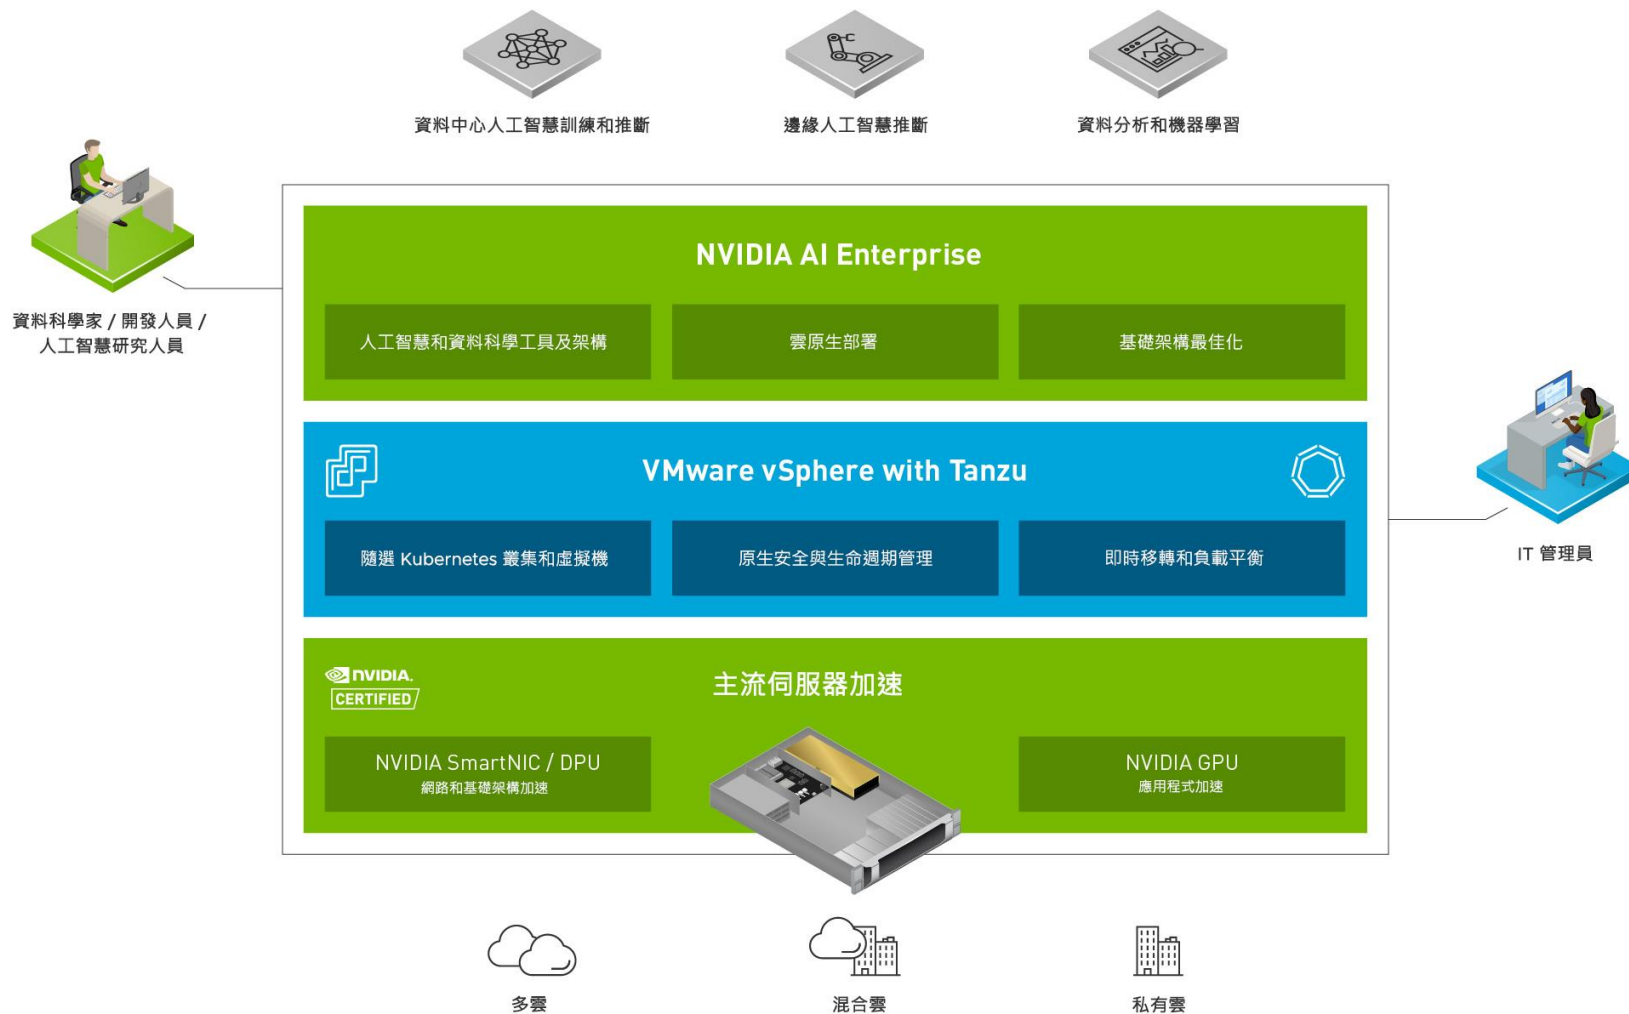 資料中心人工智慧訓練和推斷
邊緣人工智慧推斷
資料分析和機器學習
資料科學家 / 開發人員 /
人工智慧研究人員
NVIDIA AI Enterprise
人工智慧和資料科學工具及架構
雲原生部署
基礎架構最佳化
VMware vSphere with Tanzu
隨選 Kubernetes 叢集和虛擬機
原生安全與生命週期管理
即時移轉和負載平衡
IT 管理員
NVIDIA.
CERTIFIED
主流伺服器加速
NVIDIA SmartNIC / DPU
網路和基礎架構加速
NVIDIA GPU
應用程式加速
多雲
混合雲
私有雲